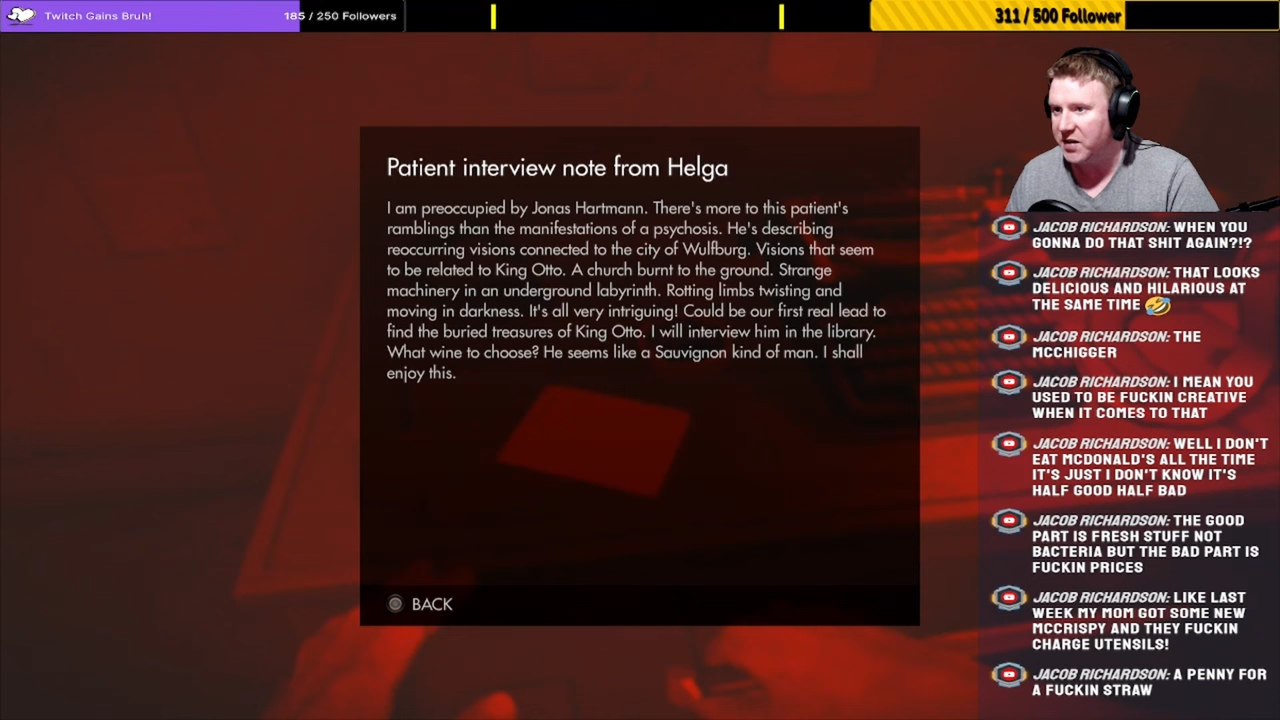 Twitch Gains Bruh!
185 / 250 Followers
311 / 500 Follower
Patient interview note from Helga
I am preoccupied by Jonas Hartmann. There's more to this patient's
ramblings than the manifestations of a psychosis. He's describing
reoccurring visions connected to the city of Wulfburg. Visions that seem
to be related to King Otto. A church burnt to the ground. Strange
machinery in an underground labyrinth. Rotting limbs twisting and
moving in darkness. It's all very intriguing! Could be our first real lead to
find the buried treasures of King Otto. I will interview him in the library.
What wine to choose? He seems like a Sauvignon kind of man. I shall
enjoy this.
BACK
JACOB RICHARDSON: WHEN YOU
GONNA DO THAT SHIT AGAIN?!?
JACOB RICHARDSON: THAT LOOKS
DELICIOUS AND HILARIOUS AT
THE SAME TIME 🤣
JACOB RICHARDSON: THE
MCCHIGGER
JACOB RICHARDSON: I MEAN YOU
USED TO BE FUCKIN CREATIVE
WHEN IT COMES TO THAT
JACOB RICHARDSON: WELL I DON'T
EAT MCDONALD'S ALL THE TIME
IT'S JUST I DON'T KNOW IT'S
HALF GOOD HALF BAD
JACOB RICHARDSON: THE GOOD
PART IS FRESH STUFF NOT
BACTERIA BUT THE BAD PART IS
FUCKIN PRICES
JACOB RICHARDSON: LIKE LAST
WEEK MY MOM GOT SOME NEW
MCCRISPY AND THEY FUCKIN
CHARGE UTENSILS!
JACOB RICHARDSON: A PENNY FOR
A FUCKIN STRAW